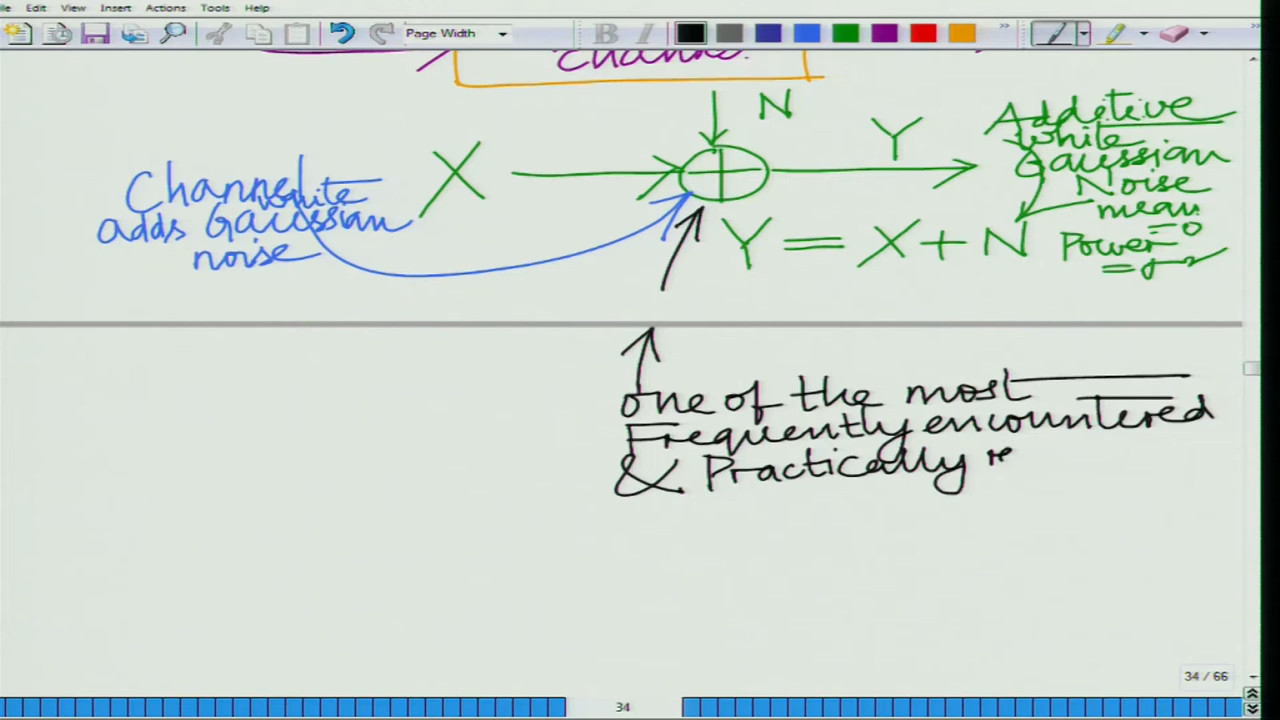 File Edit View Insert Actions Tools Help
Page Width
B I U
Channel.
N
X
Y
Additive
White
Gaussian
Noise
mean
= 0
Power
Channel
adds White Gaussian
noise
Y = X + N
one of the most
Frequently encountered
& Practically re
34 / 66
34